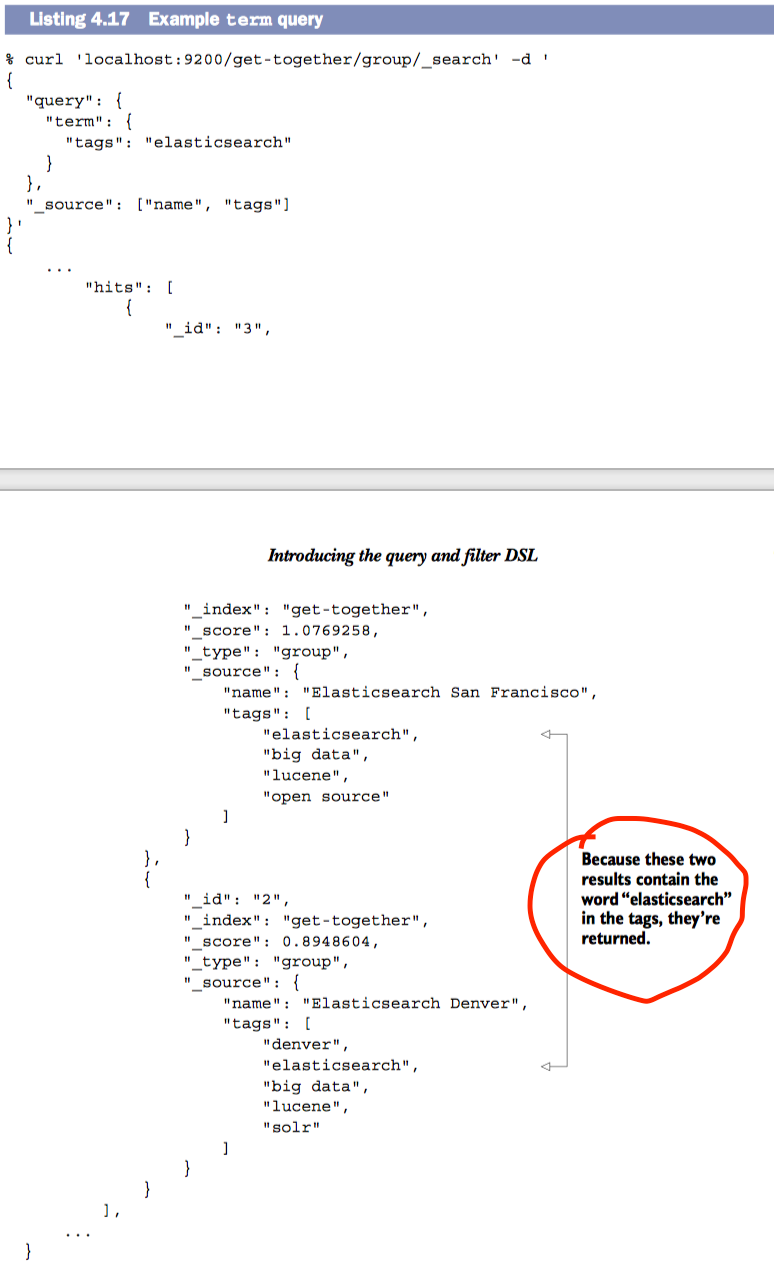 Listing 4.17 Example term query
% curl 'localhost:9200/get-together/group/_search' -d '
{
"query": {
"term": {
"tags": "elasticsearch"
}
},
"_source": ["name", "tags"]
}'
{
...
"hits": [
{
"_id": "3",
Introducing the query and filter DSL
"_index": "get-together",
"_score": 1.0769258,
"_type": "group",
"_source": {
"name": "Elasticsearch San Francisco",
"tags": [
"elasticsearch",
"big data",
"lucene",
"open source"
]
}
},
{
"_id": "2",
"_index": "get-together",
"_score": 0.8948604,
"_type": "group",
"_source": {
"name": "Elasticsearch Denver",
"tags": [
"denver",
"elasticsearch",
"big data",
"lucene",
"solr"
]
}
}
],
...
}
Because these two
results contain the
word “elasticsearch”
in the tags, they’re
returned.